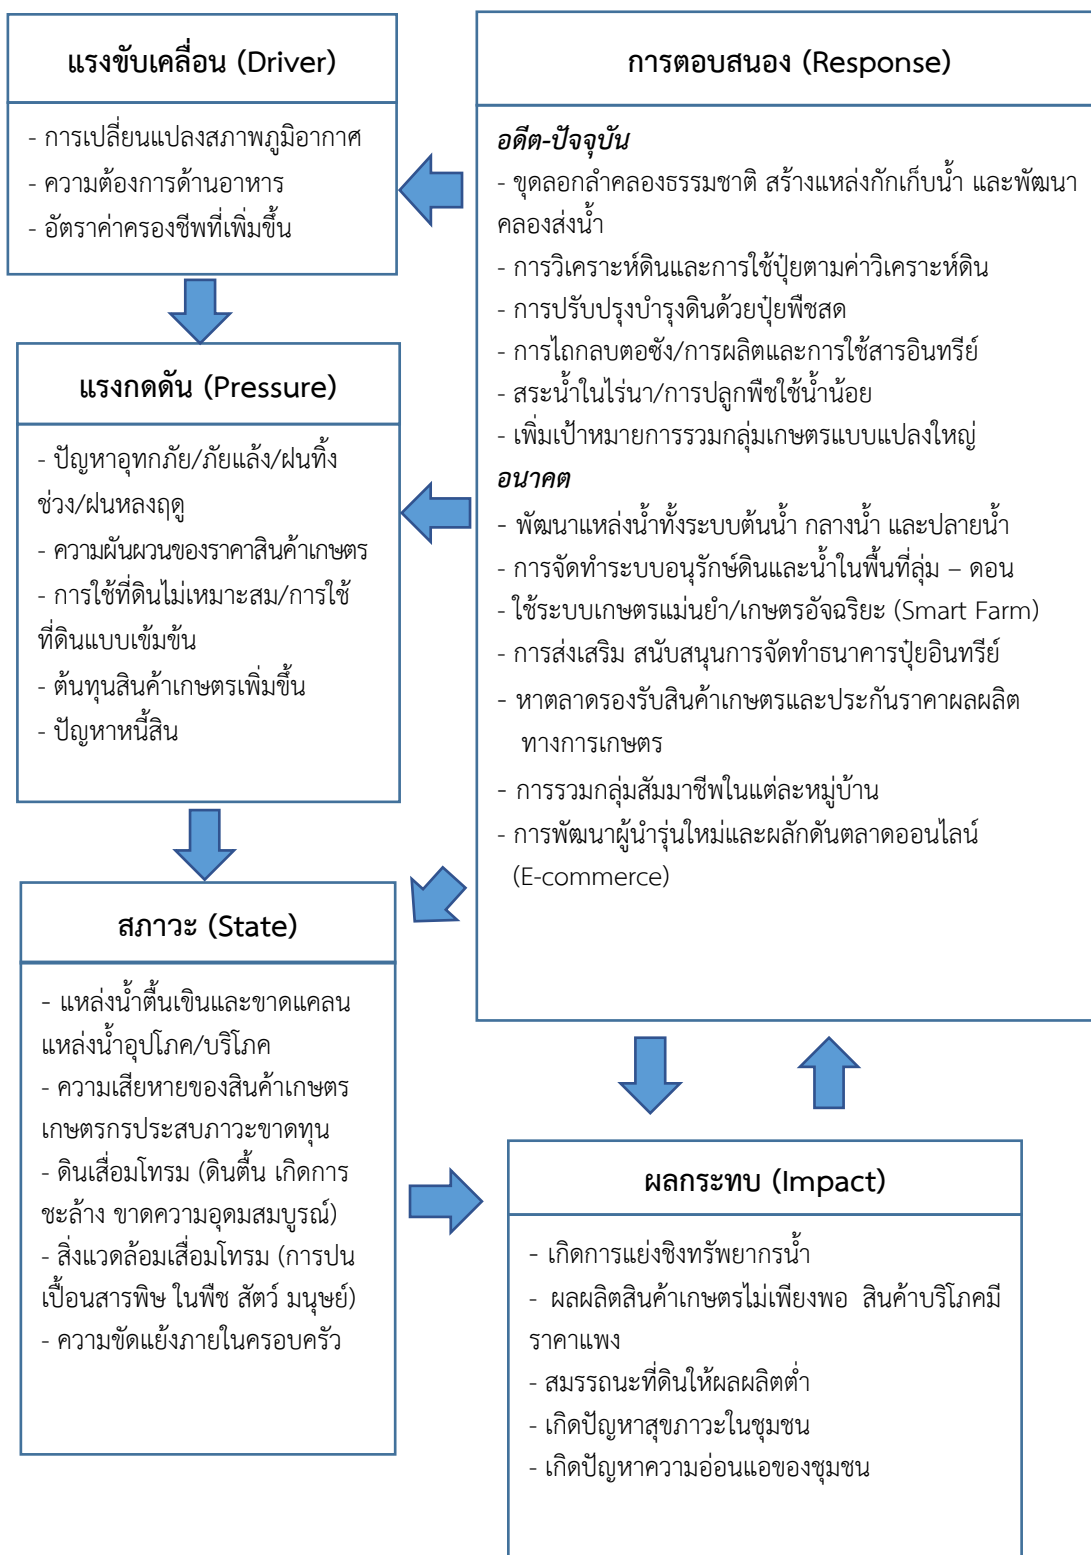 แรงขับเคลื่อน (Driver)
- การเปลี่ยนแปลงสภาพภูมิอากาศ
- ความต้องการด้านอาหาร
- อัตราค่าครองชีพที่เพิ่มขึ้น
แรงกดดัน (Pressure)
- ปัญหาอุทกภัย/ภัยแล้ง/ฝนทิ้ง
ช่วง/ฝนหลงฤดู
- ความผันผวนของราคาสินค้าเกษตร
- การใช้ที่ดินไม่เหมาะสม/การใช้
ที่ดินแบบเข้มข้น
- ต้นทุนสินค้าเกษตรเพิ่มขึ้น
- ปัญหาหนี้สิน
สภาวะ (State)
- แหล่งน้ำตื้นเขินและขาดแคลน
แหล่งน้ำอุปโภค/บริโภค
- ความเสียหายของสินค้าเกษตร
เกษตรกรประสบภาวะขาดทุน
- ดินเสื่อมโทรม (ดินตื้น เกิดการ
ชะล้าง ขาดความอุดมสมบูรณ์)
- สิ่งแวดล้อมเสื่อมโทรม (การปน
เปื้อนสารพิษ ในพืช สัตว์ มนุษย์)
- ความขัดแย้งภายในครอบครัว
การตอบสนอง (Response)
อดีต-ปัจจุบัน
- ขุดลอกลำคลองธรรมชาติ สร้างแหล่งกักเก็บน้ำ และพัฒนา
คลองส่งน้ำ
- การวิเคราะห์ดินและการใช้ปุ๋ยตามค่าวิเคราะห์ดิน
- การปรับปรุงบำรุงดินด้วยปุ๋ยพืชสด
- การไถกลบตอซัง/การผลิตและการใช้สารอินทรีย์
- สระน้ำในไร่นา/การปลูกพืชใช้น้ำน้อย
- เพิ่มเป้าหมายการรวมกลุ่มเกษตรแบบแปลงใหญ่
อนาคต
- พัฒนาแหล่งน้ำทั้งระบบต้นน้ำ กลางน้ำ และปลายน้ำ
- การจัดทำระบบอนุรักษ์ดินและน้ำในพื้นที่ลุ่ม – ดอน
- ใช้ระบบเกษตรแม่นยำ/เกษตรอัจฉริยะ (Smart Farm)
- การส่งเสริม สนับสนุนการจัดทำธนาคารปุ๋ยอินทรีย์
- หาตลาดรองรับสินค้าเกษตรและประกันราคาผลผลิต
ทางการเกษตร
- การรวมกลุ่มสัมมาชีพในแต่ละหมู่บ้าน
- การพัฒนาผู้นำรุ่นใหม่และผลักดันตลาดออนไลน์
(E-commerce)
ผลกระทบ (Impact)
- เกิดการแย่งชิงทรัพยากรน้ำ
- ผลผลิตสินค้าเกษตรไม่เพียงพอ สินค้าบริโภคมี
ราคาแพง
- สมรรถนะที่ดินให้ผลผลิตต่ำ
- เกิดปัญหาสุขภาวะในชุมชน
- เกิดปัญหาความอ่อนแอของชุมชน